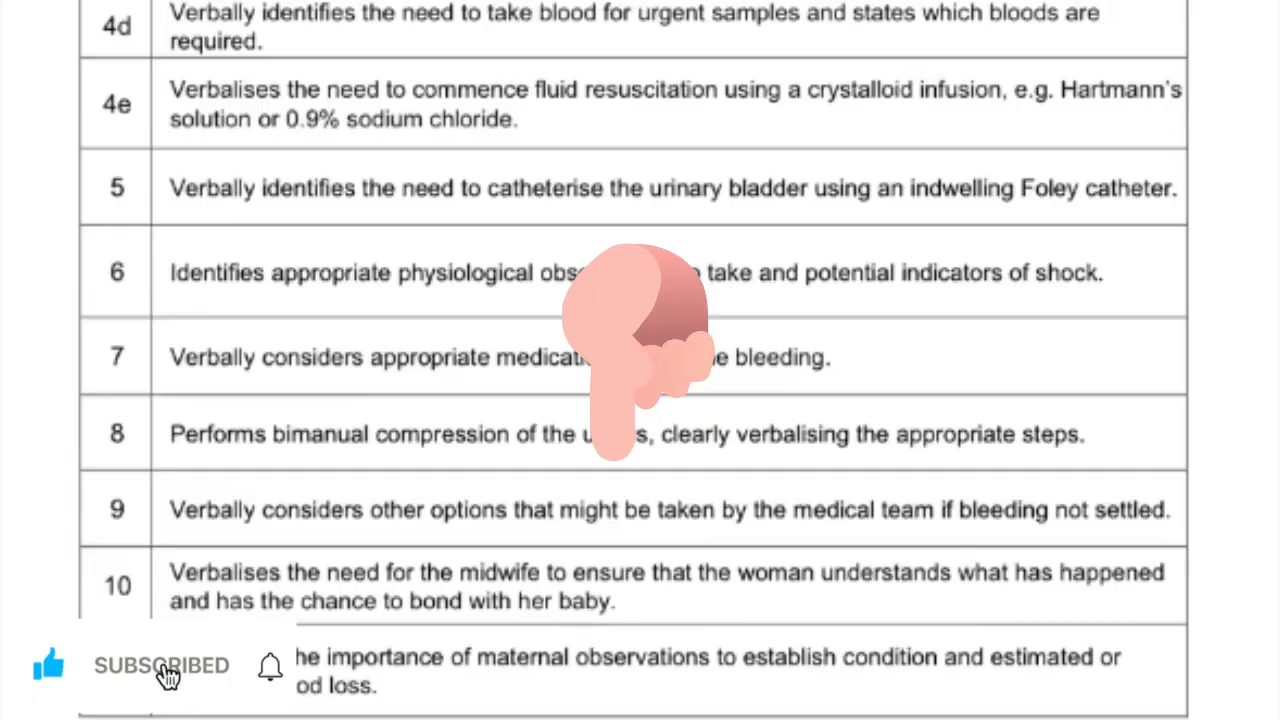 4d
Verbally identifies the need to take blood for urgent samples and states which bloods are
required.
4e
Verbalises the need to commence fluid resuscitation using a crystalloid infusion, e.g. Hartmann's
solution or 0.9% sodium chloride.
5
Verbally identifies the need to catheterise the urinary bladder using an indwelling Foley catheter.
6
Identifies appropriate physiological take and potential indicators of shock.
7
Verbally considers appropriate bleeding.
8
Performs bimanual compression of the clearly verbalising the appropriate steps.
9
Verbally considers other options that might be taken by the medical team if bleeding not settled.
10
Verbalises the need for the midwife to ensure that the woman understands what has happened
and has the chance to bond with her baby.
importance of maternal observations to establish condition and estimated or
loss.
SUBSCRIBED